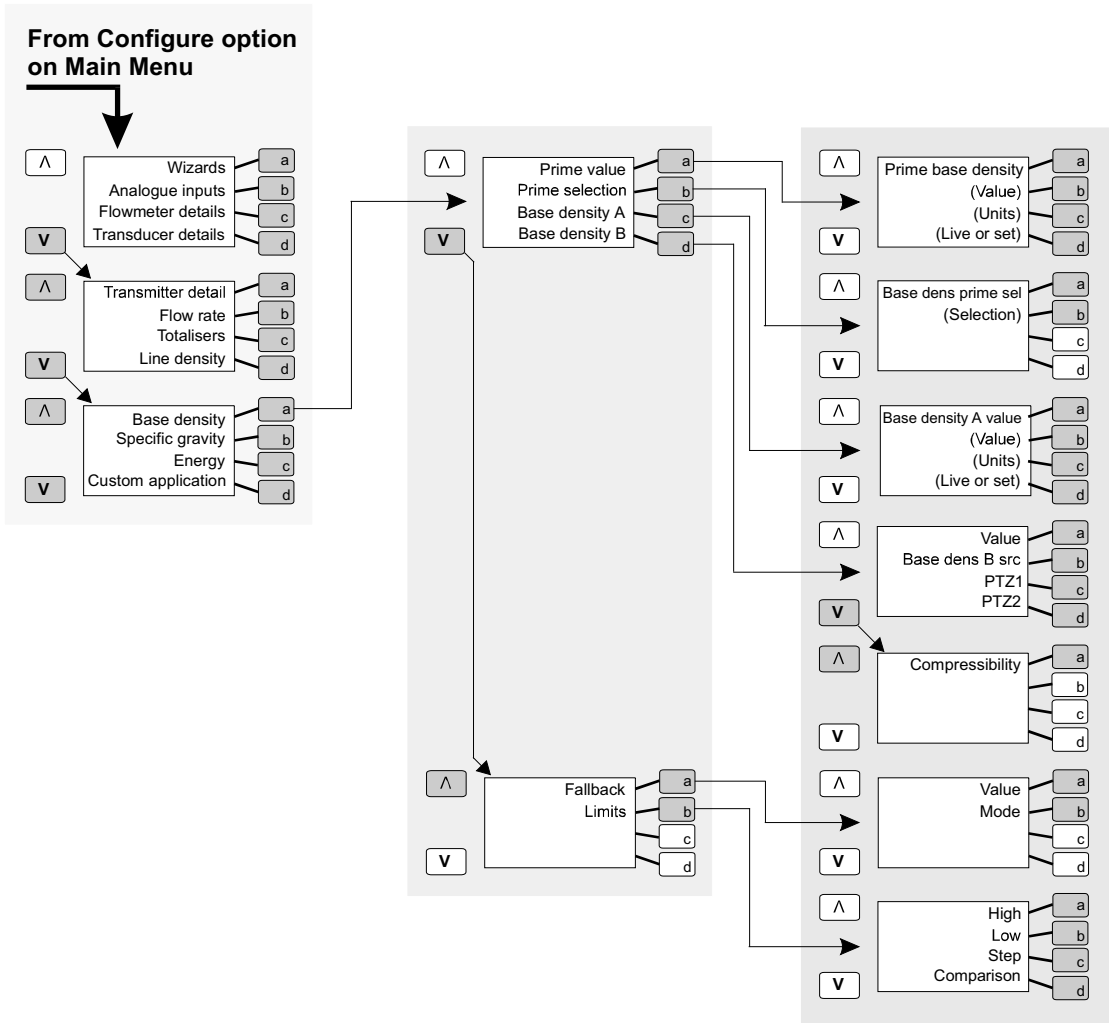 From Configure option
on Main Menu
Λ
V
Wizards
Analogue inputs
Flowmeter details
Transducer details
a
b
c
d
Λ
V
Transmitter detail
Flow rate
Totalisers
Line density
a
b
c
d
Λ
V
Base density
Specific gravity
Energy
Custom application
a
b
c
d
Λ
V
Prime value
Prime selection
Base density A
Base density B
a
b
c
d
Λ
V
Fallback
Limits
a
b
c
d
Λ
V
Prime base density
(Value)
(Units)
(Live or set)
a
b
c
d
Λ
V
Base dens prime sel
(Selection)
a
b
c
d
Λ
V
Base density A value
(Value)
(Units)
(Live or set)
a
b
c
d
Λ
V
Value
Base dens B src
PTZ1
PTZ2
a
b
c
d
Λ
V
Compressibility
a
b
c
d
Λ
V
Value
Mode
a
b
c
d
Λ
V
High
Low
Step
Comparison
a
b
c
d